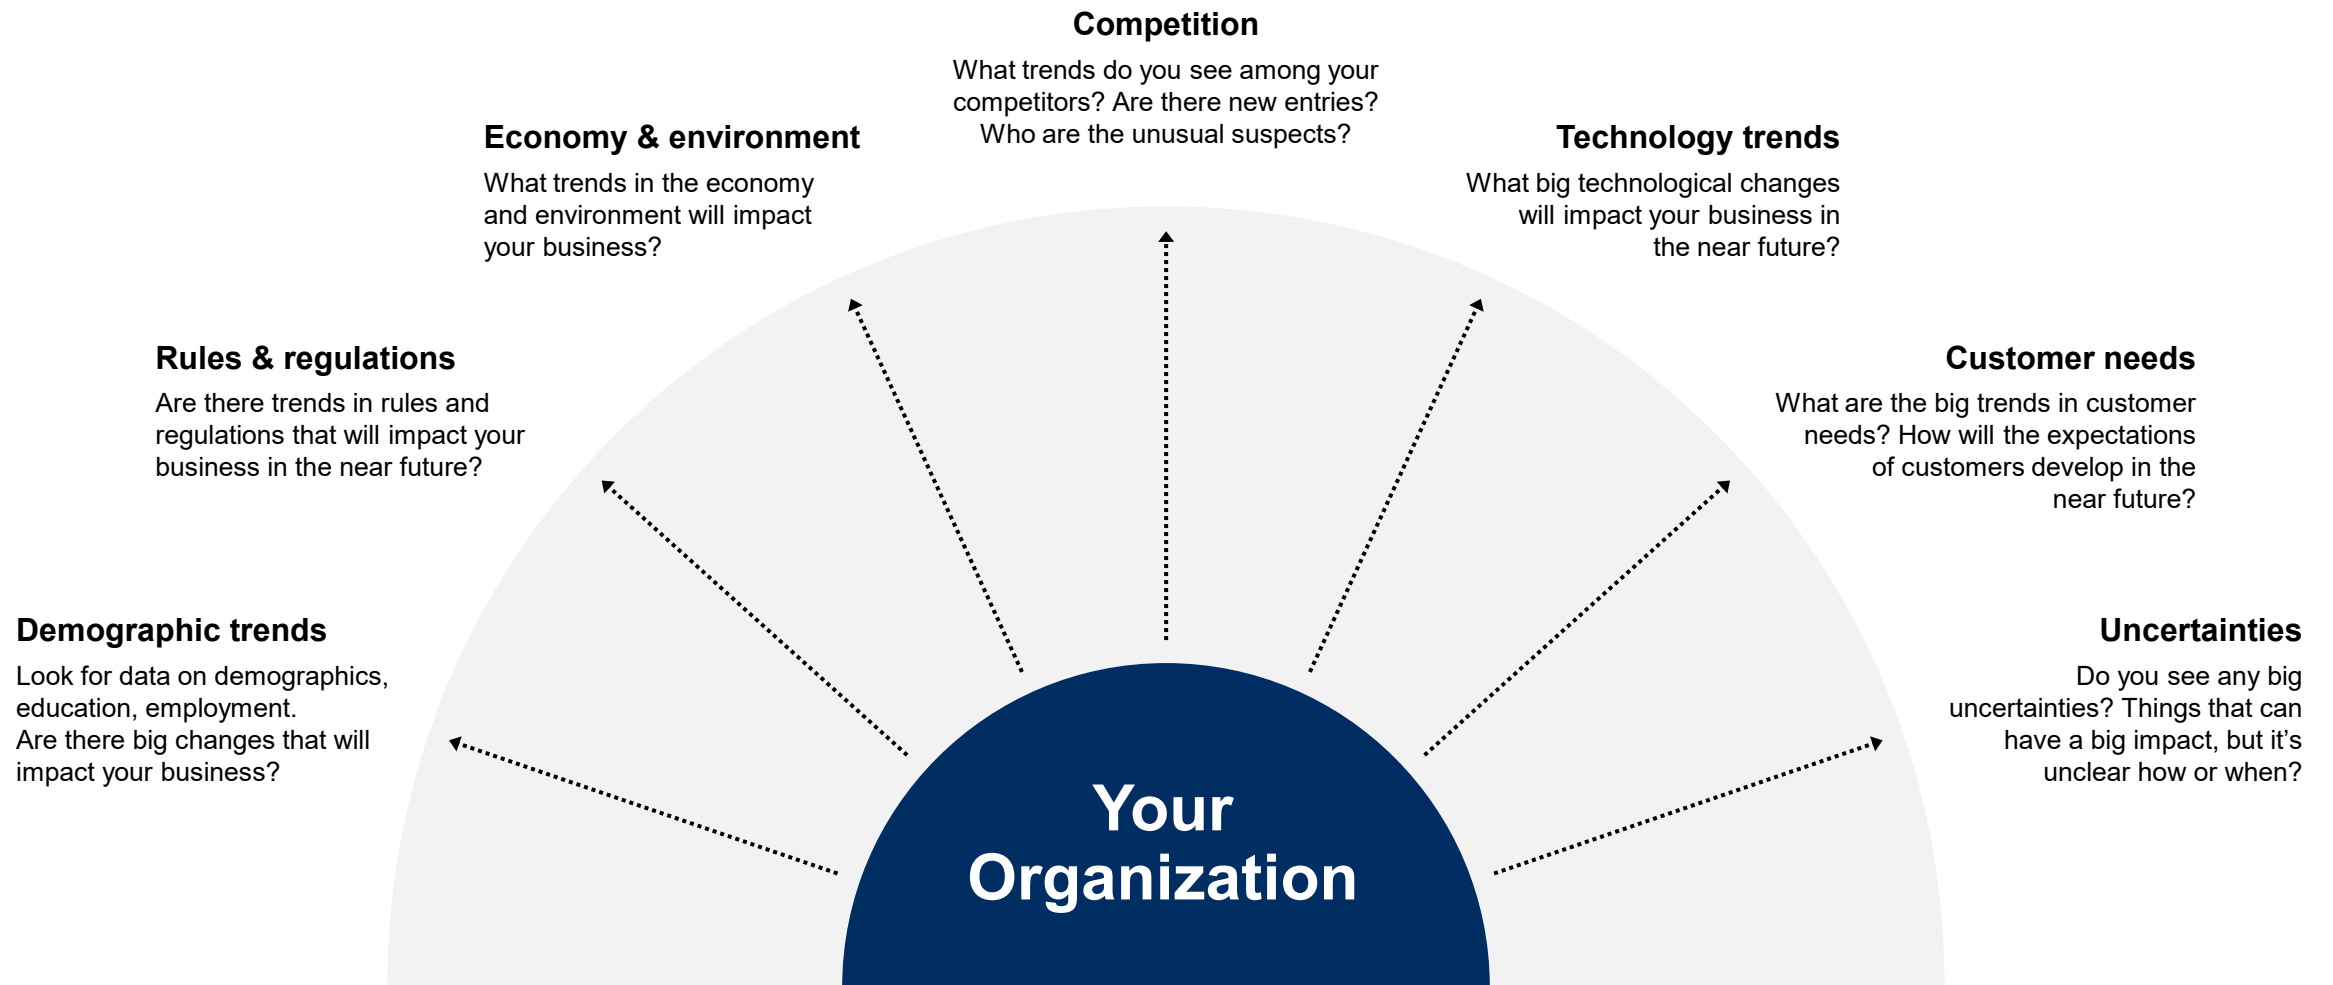 Competition
What trends do you see among your
competitors? Are there new entries?
Who are the unusual suspects?
Economy & environment
What trends in the economy
and environment will impact
your business?
Technology trends
What big technological changes
will impact your business in
the near future?
Rules & regulations
Are there trends in rules and
regulations that will impact your
business in the near future?
Customer needs
What are the big trends in customer
needs? How will the expectations
of customers develop in the
near future?
Demographic trends
Look for data on demographics,
education, employment.
Are there big changes that will
impact your business?
Uncertainties
Do you see any big
uncertainties? Things that can
have a big impact, but it’s
unclear how or when?
Your
Organization